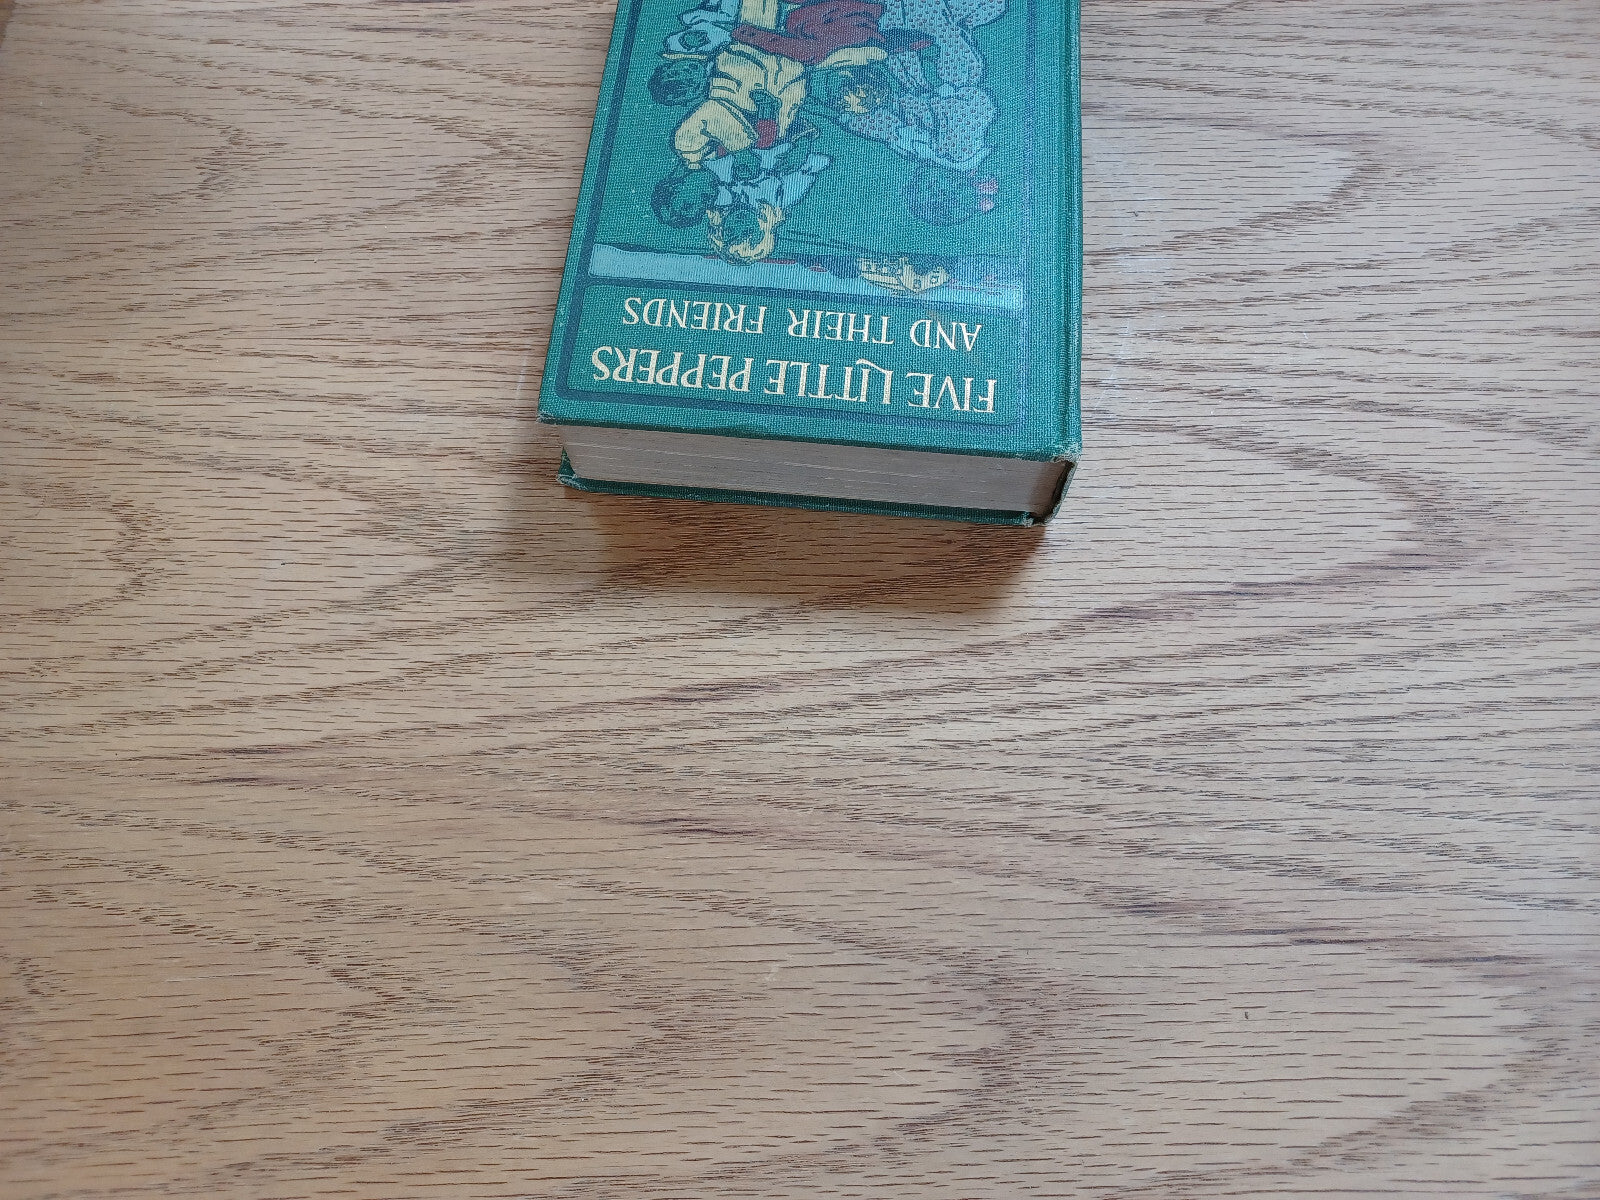 FIVE LITTLE PEPPERS
AND THEIR FRIENDS